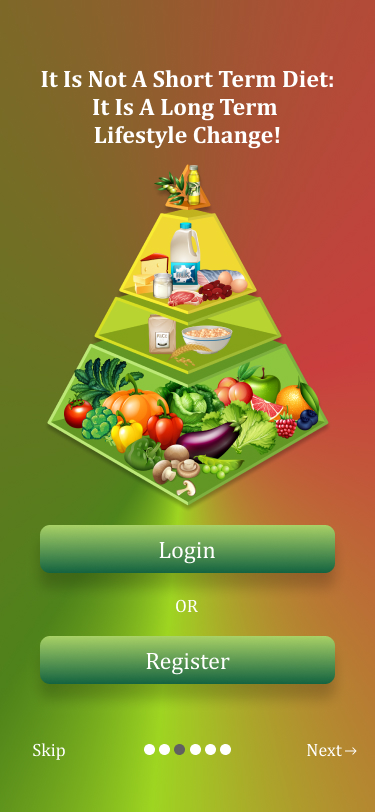 It Is Not A Short Term Diet:
It Is A Long Term
Lifestyle Change!
RICE
Login
OR
Register
Skip
Next→